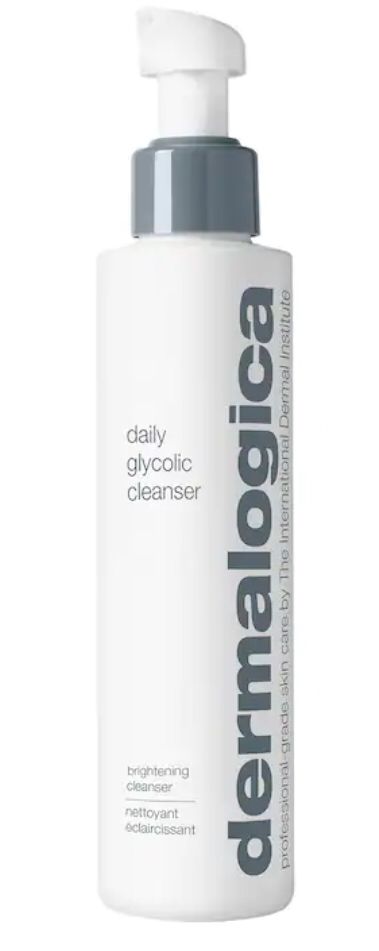 daily
glycolic
cleanser
brightening
cleanser
nettoyant
éclaircissant
dermalogica
professional-grade skin care by The International Dermal Institute